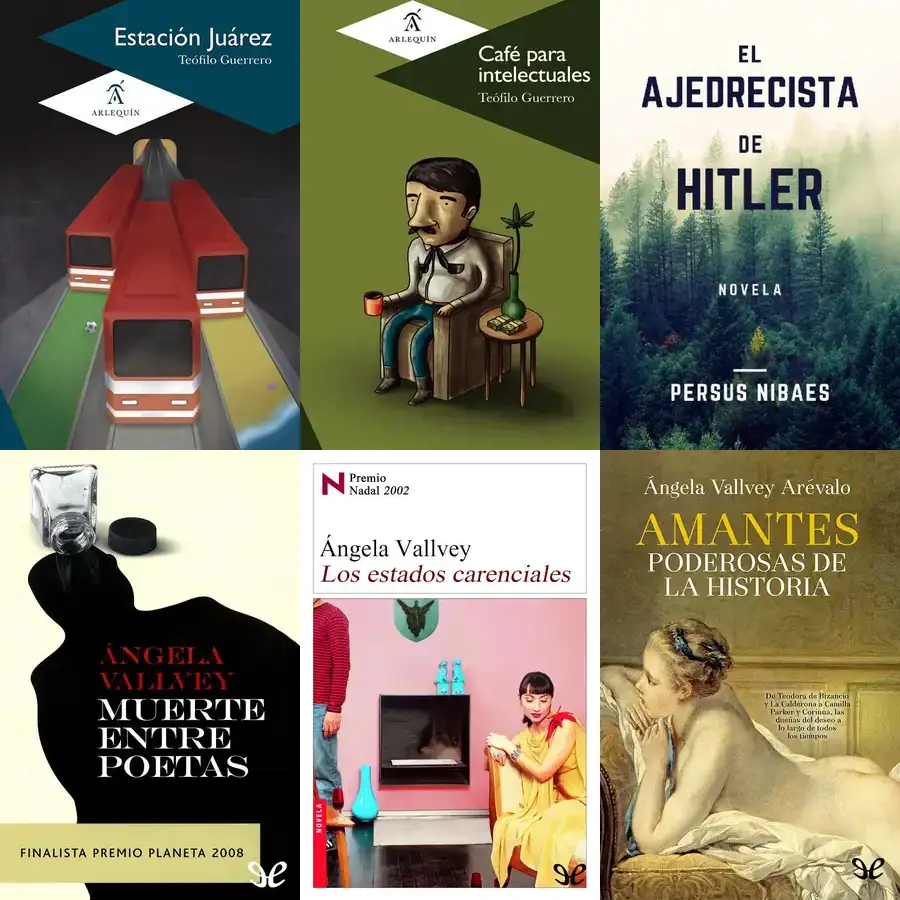 Estación Juárez
Teófilo Guerrero
ARLEQUÍN
ARLEQUÍN
Café para
intelectuales
Teófilo Guerrero
EL
AJEDRECISTA
DE
HITLER
NOVELA
PERSUS NIBAES
ÁNGELA
VALLVEY
MUERTE
ENTRE
POETAS
FINALISTA PREMIO PLANETA 2008
N Premio
Nadal 2002
Ángela Vallvey
Los estados carenciales
NOVELA
Ángela Vallvey Arévalo
AMANTES
PODEROSAS DE
LA HISTORIA
De Teodora de Bizancio
y La Calderona a Camilla
Parker y Corinna, las
dueñas del deseo a
lo largo de todos
los tiempos